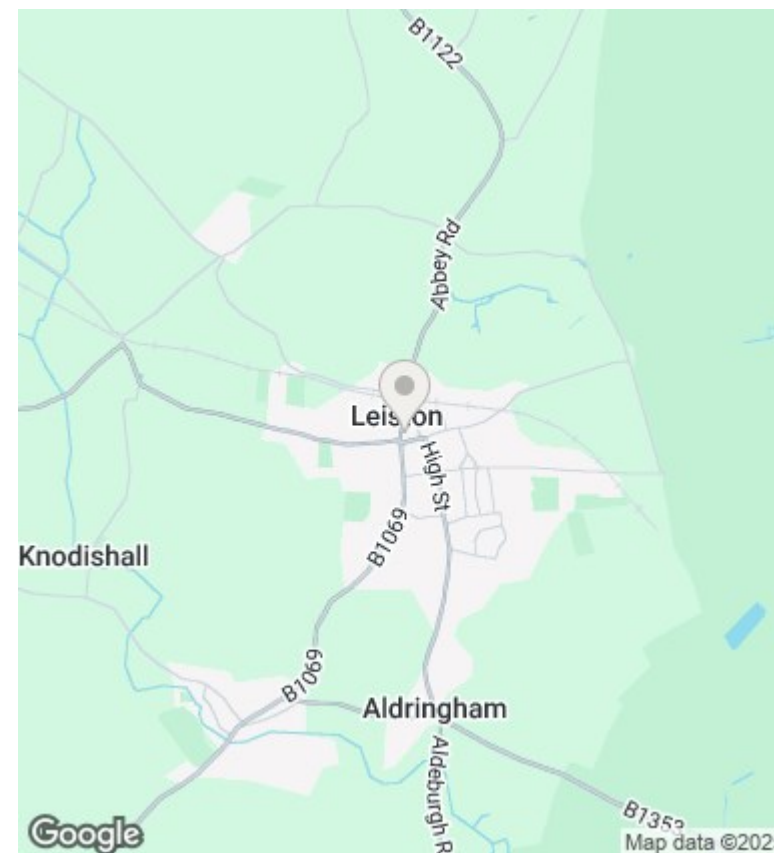 B1122
Abbey Rd
Leiston
High St
B1069
Knodishall
B1069
Aldringham
Aldeburgh R
B1353
Google
Map data ©202